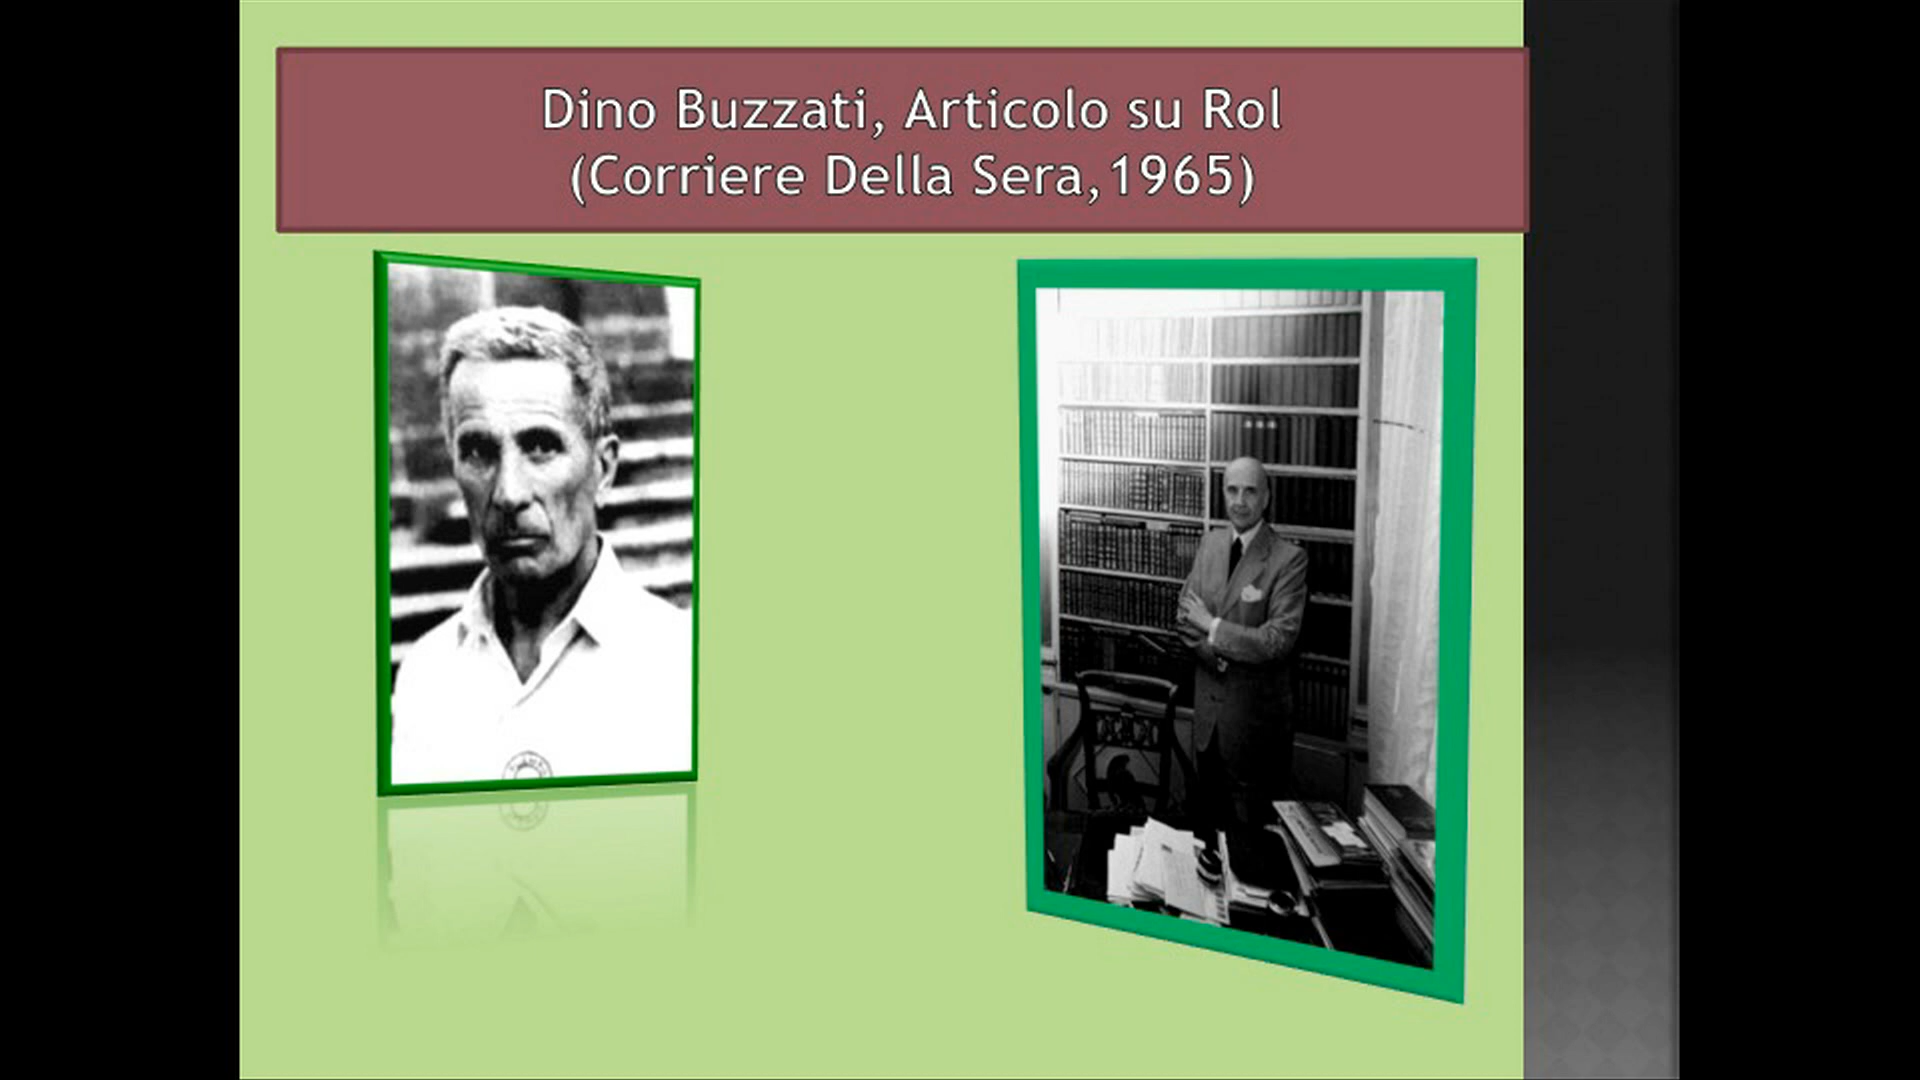 Dino Buzzati, Articolo su Rol
(Corriere Della Sera,1965)